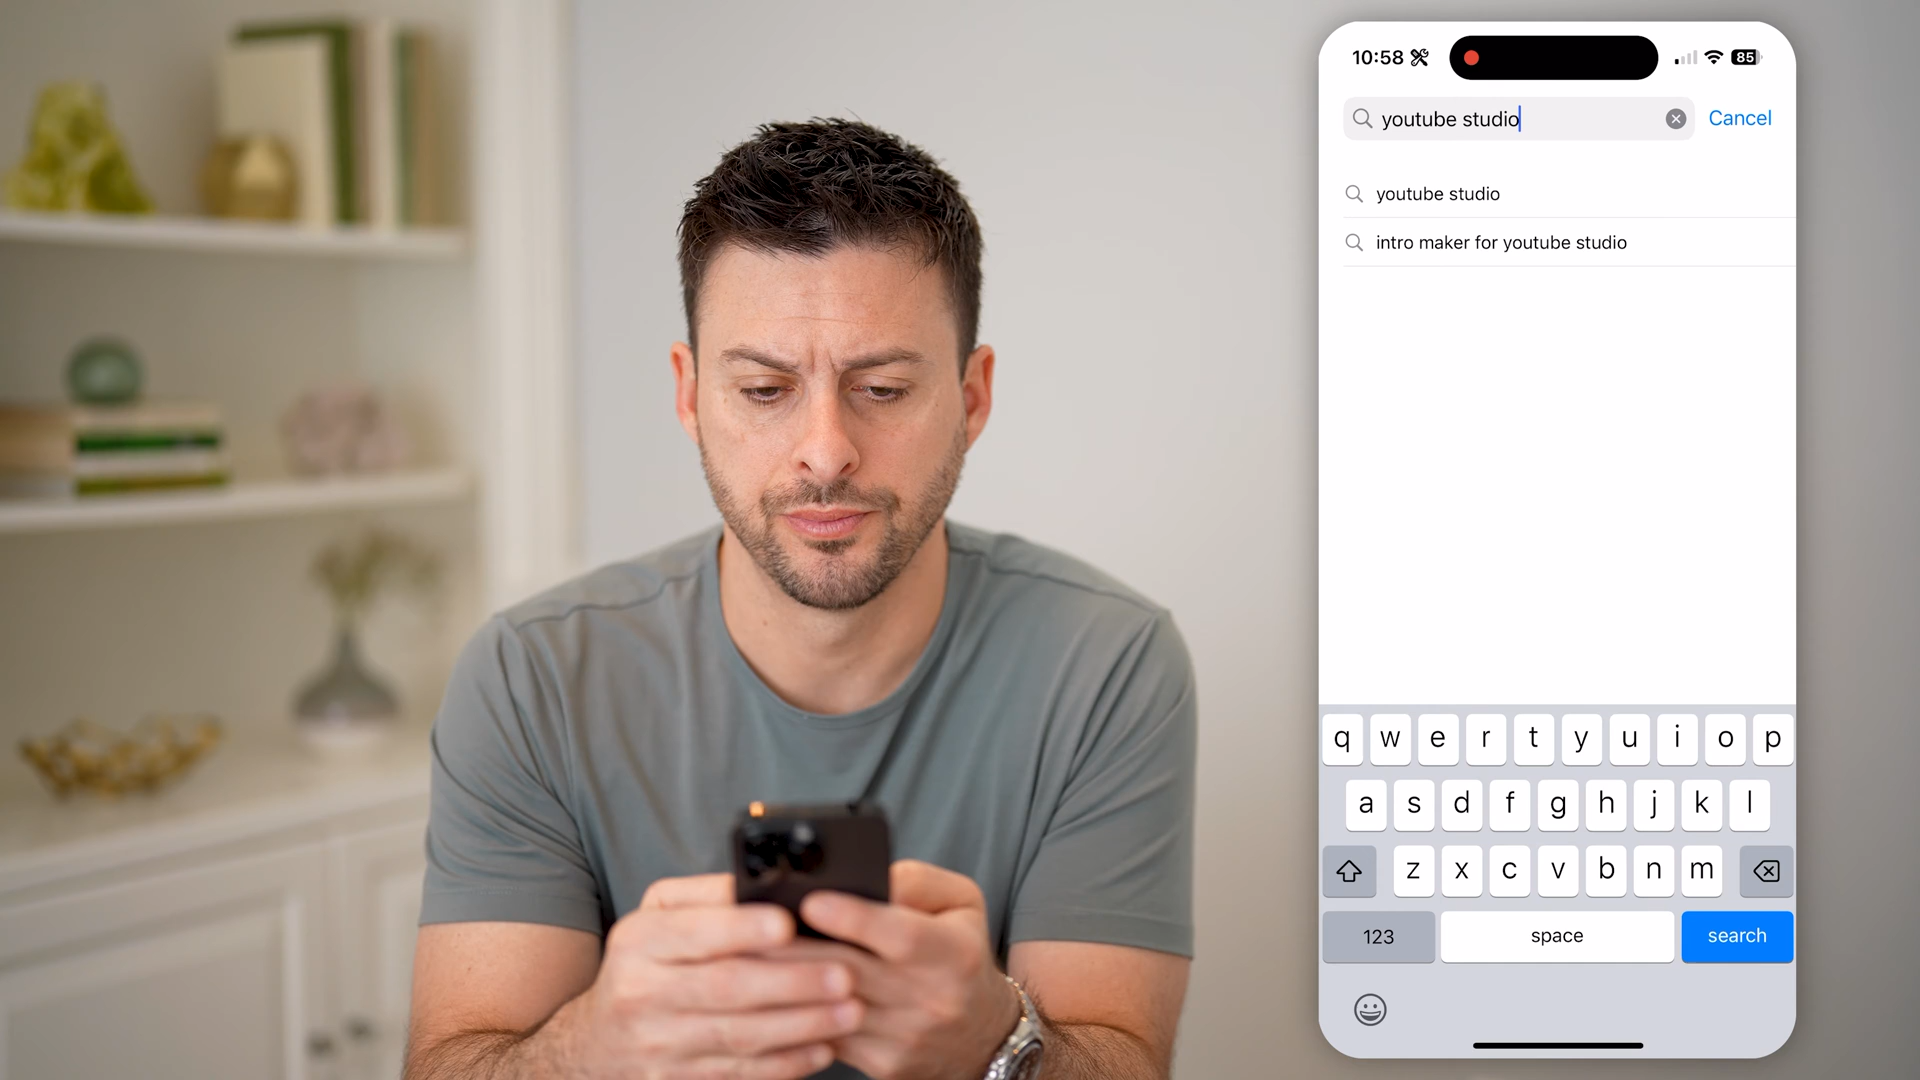 10:58
85
youtube studio
Cancel
youtube studio
intro maker for youtube studio
q w e r t y u i o p
a s d f g h j k l
z x c v b n m
123 space search